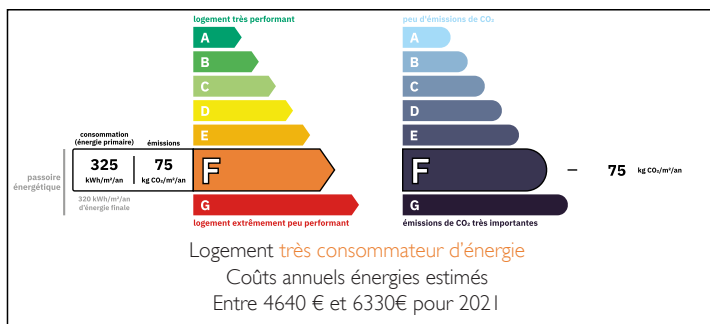 logement très performant
A
B
C
D
E
consommation
(énergie primaire)
émissions
325
kWh/m²/an
75
kg CO₂/m²/an
F
passoire
énergétique
320 kWh/m²/an
d'énergie finale
G
logement extrêmement peu performant
peu d'émissions de CO₂
A
B
C
D
E
F
75 kg CO₂/m²/an
G
émissions de CO₂ très importantes
Logement très consommateur d'énergie
Coûts annuels énergies estimés
Entre 4640 € et 6330€ pour 2021